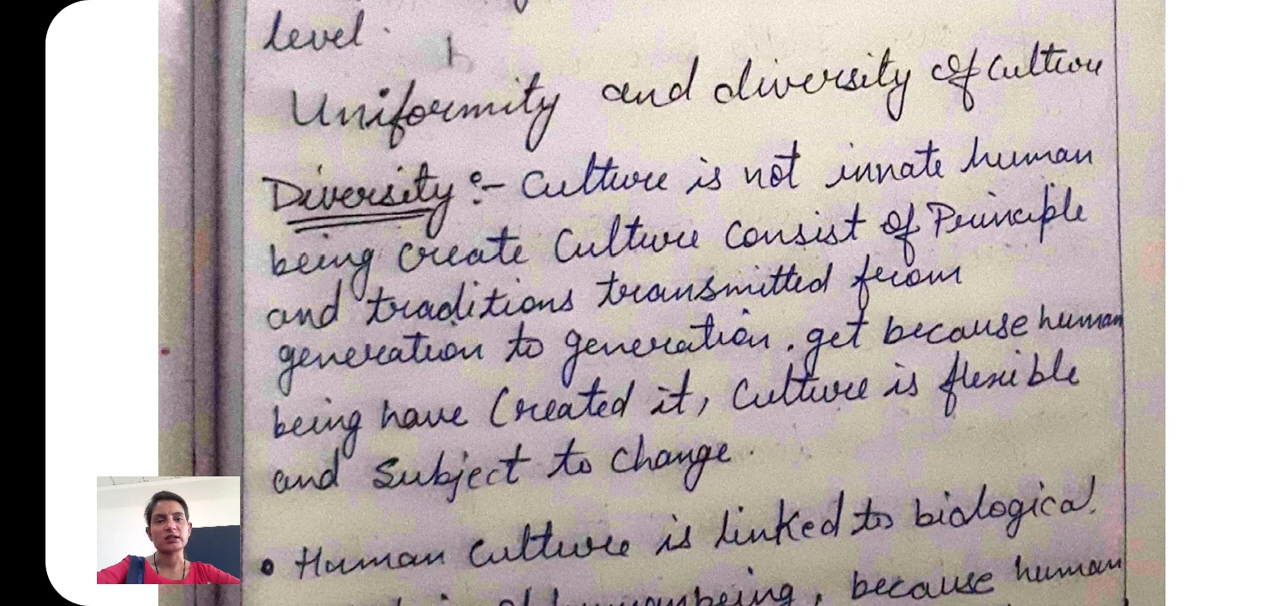 level.
Uniformity and diversity of culture
Diversity :- Culture is not innate human
being create Culture consist of Principle
and traditions transmitted from
generation to generation. get because human
being have Created it, Culture is flexible
and Subject to change.
• Human culture is linked to biological.
being, because human